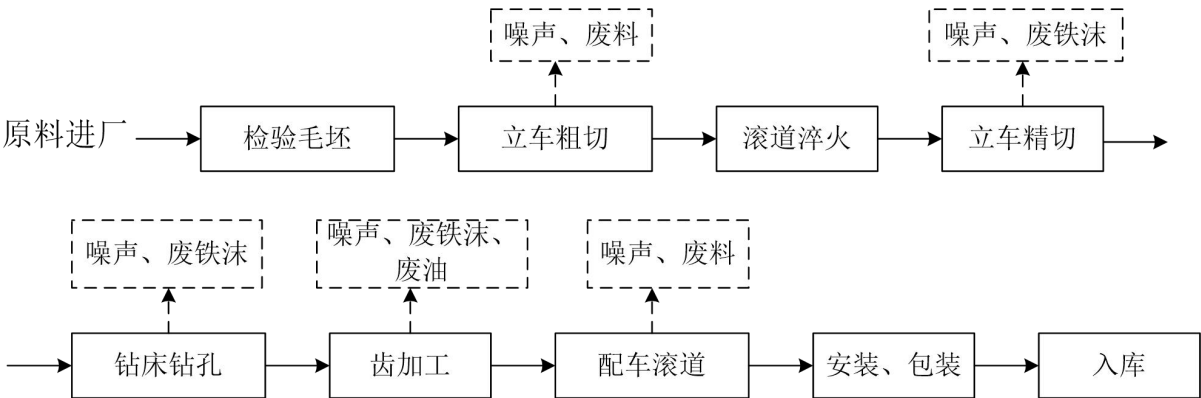 噪声、废料
噪声、废铁沫
原料进厂
检验毛坯
立车粗切
滚道淬火
立车精切
噪声、废铁沫
噪声、废铁沫、
废油
噪声、废料
钻床钻孔
齿加工
配车滚道
安装、包装
入库